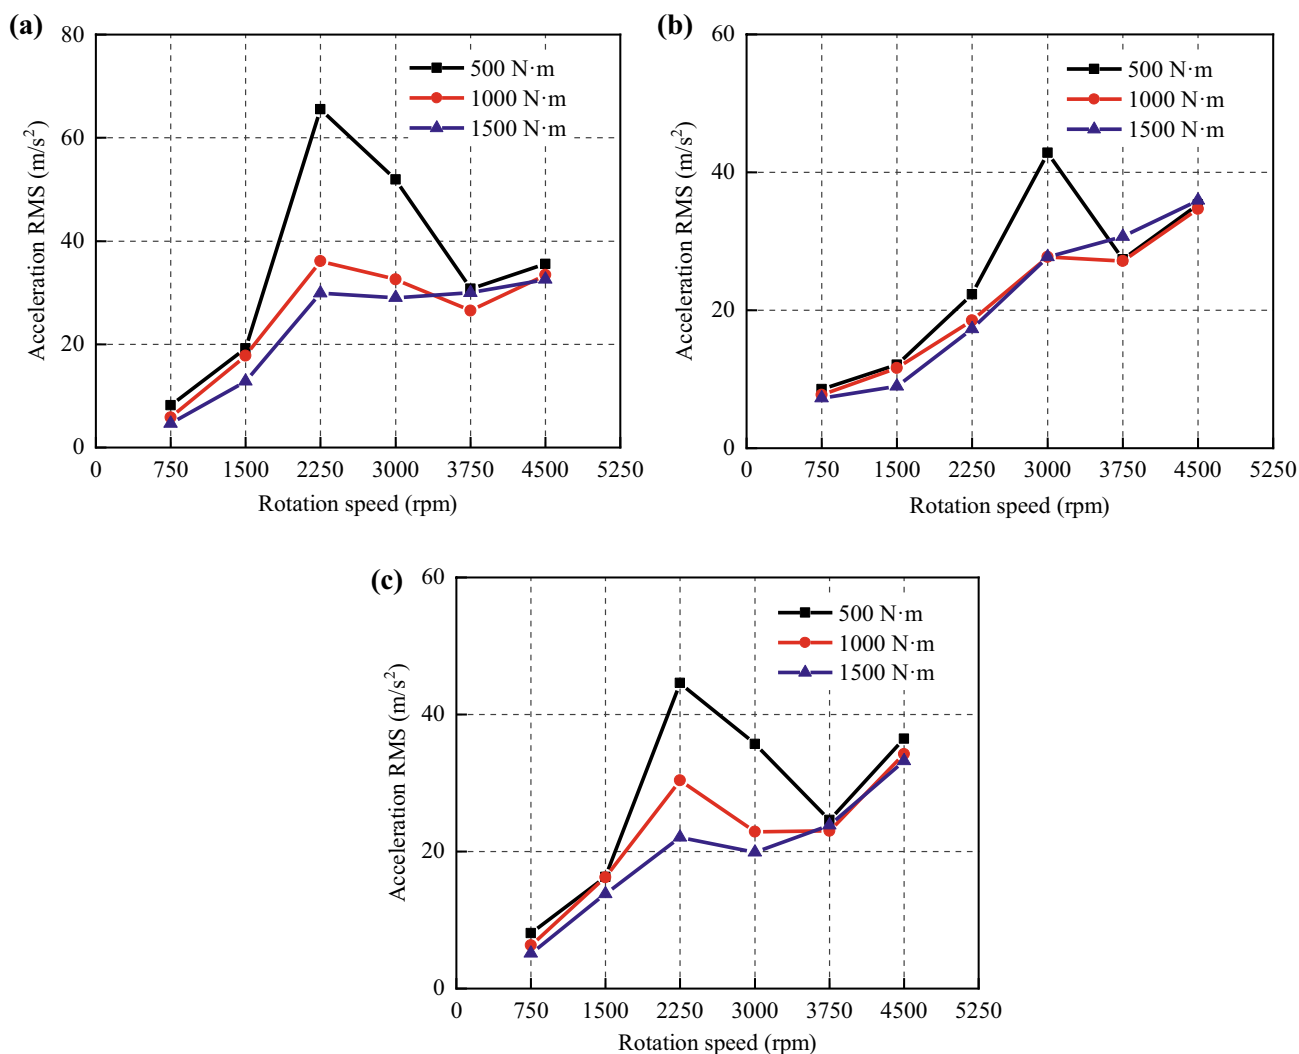 (a)
80
60
40
20
0
0 750 1500 2250 3000 3750 4500 5250
Acceleration RMS (m/s²)
Rotation speed (rpm)
500 N·m
1000 N·m
1500 N·m
(b)
60
40
20
0
0 750 1500 2250 3000 3750 4500 5250
Acceleration RMS (m/s²)
Rotation speed (rpm)
500 N·m
1000 N·m
1500 N·m
(c)
60
40
20
0
0 750 1500 2250 3000 3750 4500 5250
Acceleration RMS (m/s²)
Rotation speed (rpm)
500 N·m
1000 N·m
1500 N·m